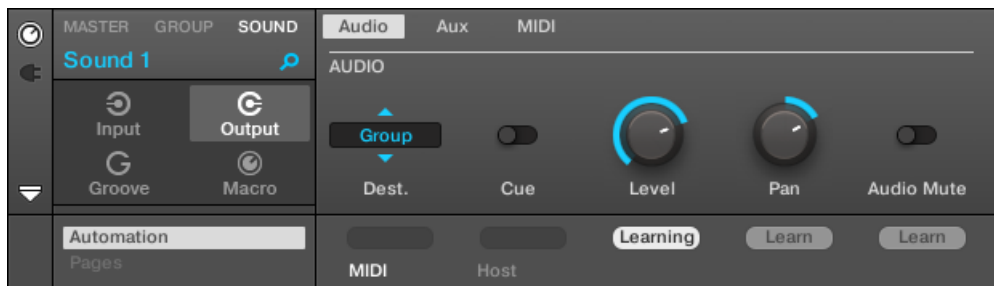 MASTER GROUP SOUND
Sound 1
Input Output
Groove Macro
Automation
Pages
Audio Aux MIDI
AUDIO
Group
Dest. Cue Level Pan Audio Mute
Learning Learn Learn
MIDI Host